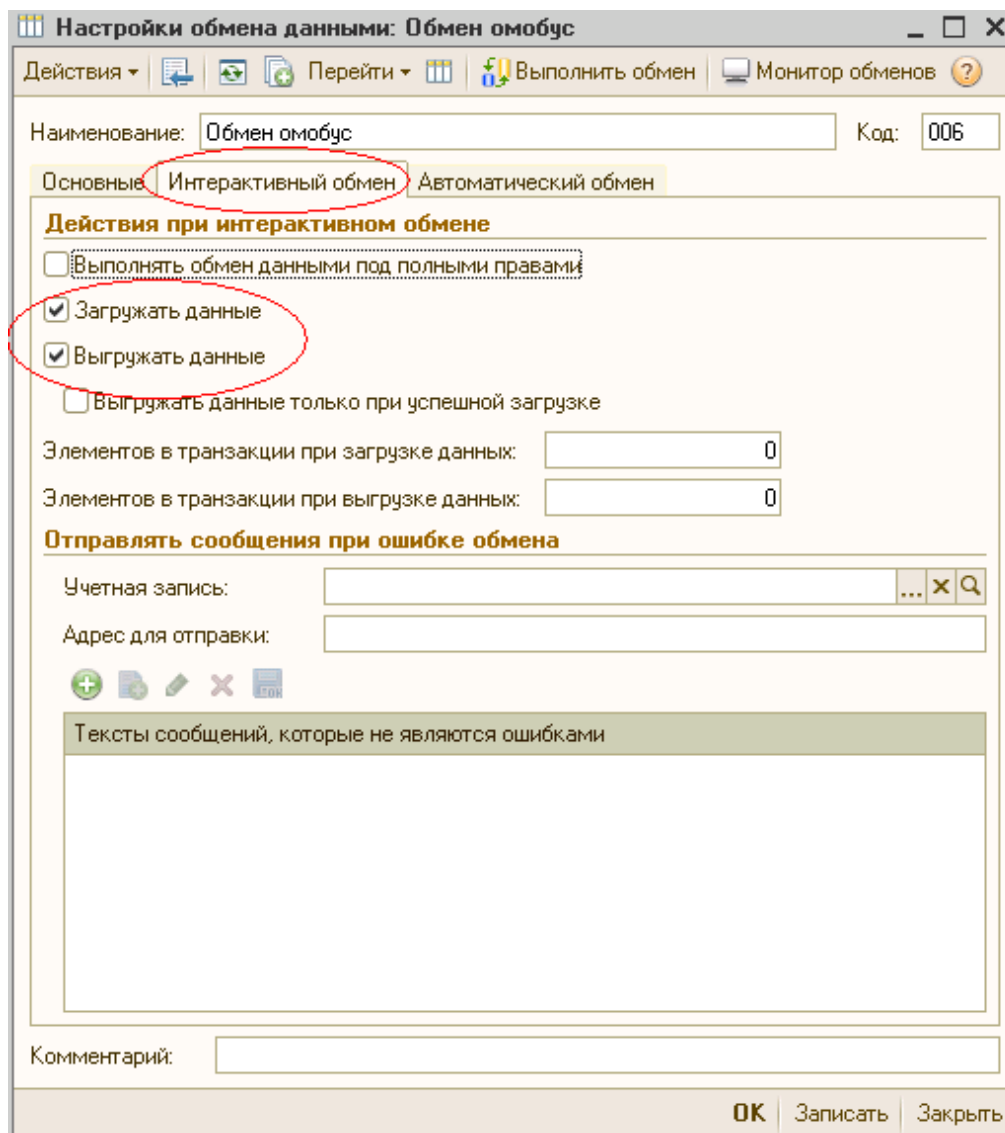 Настройки обмена данными: Обмен омобус
Действия Перейти Выполнить обмен Монитор обменов ?
Наименование: Обмен омобус Код: 006
Основные Интерактивный обмен Автоматический обмен
Действия при интерактивном обмене
Выполнять обмен данными под полными правами
Загружать данные
Выгружать данные
Выгружать данные только при успешной загрузке
Элементов в транзакции при загрузке данных: 0
Элементов в транзакции при выгрузке данных: 0
Отправлять сообщения при ошибке обмена
Учетная запись: ...
Адрес для отправки:
Тексты сообщений, которые не являются ошибками
Комментарий:
OK Записать Закрыть